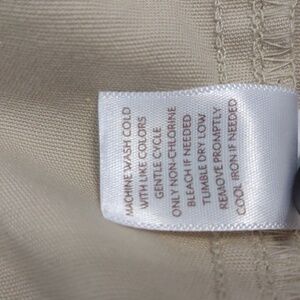 MACHINE WASH COLD
WITH LIKE COLORS
GENTLE CYCLE
ONLY NON-CHLORINE
BLEACH IF NEEDED
TUMBLE DRY LOW
REMOVE PROMPTLY
COOL IRON IF NEEDED